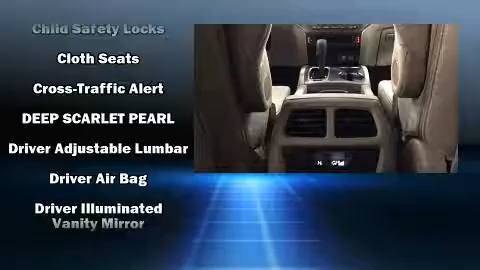 Child Safety Locks
Cloth Seats
Cross-Traffic Alert
DEEP SCARLET PEARL
Driver Adjustable Lumbar
Driver Air Bag
Driver Illuminated
Vanity Mirror